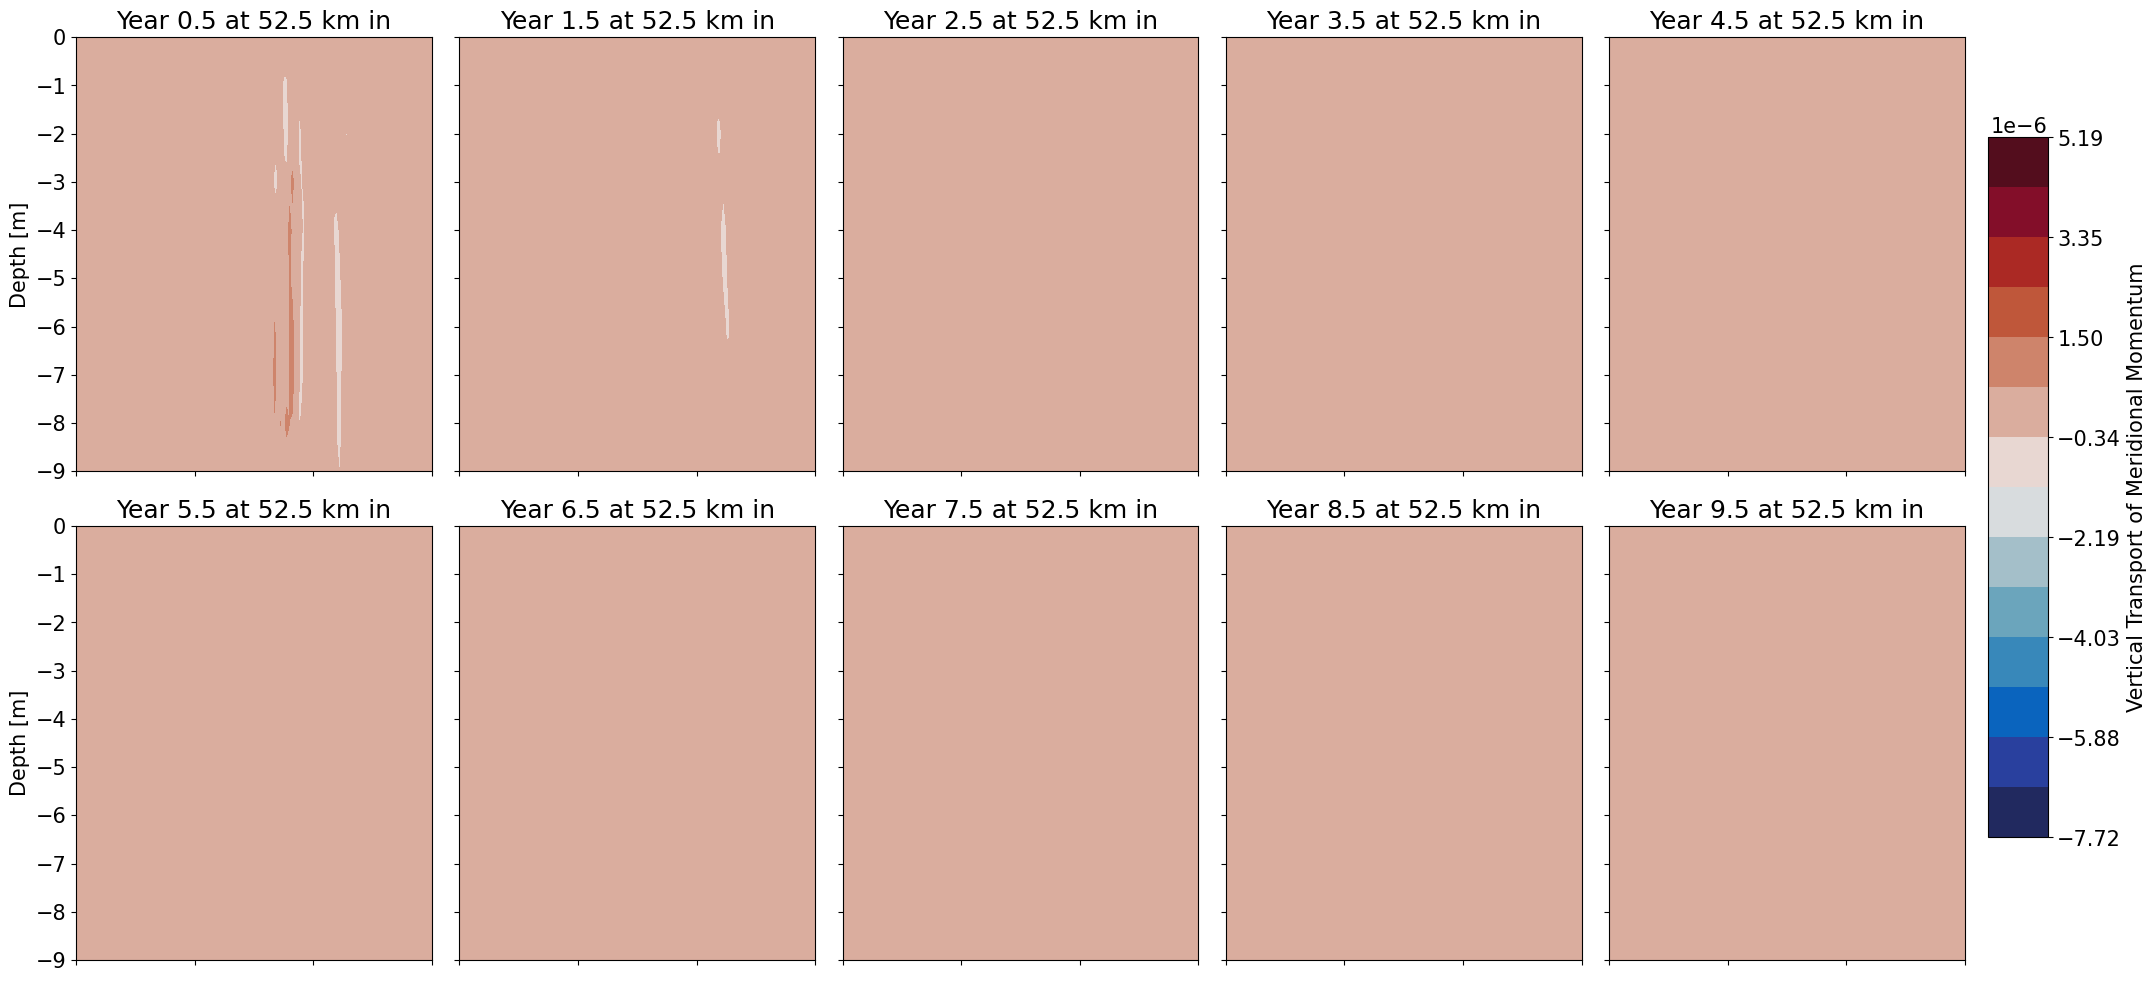 Year 0.5 at 52.5 km in
Year 1.5 at 52.5 km in
Year 2.5 at 52.5 km in
Year 3.5 at 52.5 km in
Year 4.5 at 52.5 km in
0
−1
−2
−3
−4
−5
−6
−7
−8
−9
Depth [m]
Year 5.5 at 52.5 km in
Year 6.5 at 52.5 km in
Year 7.5 at 52.5 km in
Year 8.5 at 52.5 km in
Year 9.5 at 52.5 km in
0
−1
−2
−3
−4
−5
−6
−7
−8
−9
Depth [m]
1e−6
5.19
3.35
1.50
−0.34
−2.19
−4.03
−5.88
−7.72
Vertical Transport of Meridional Momentum